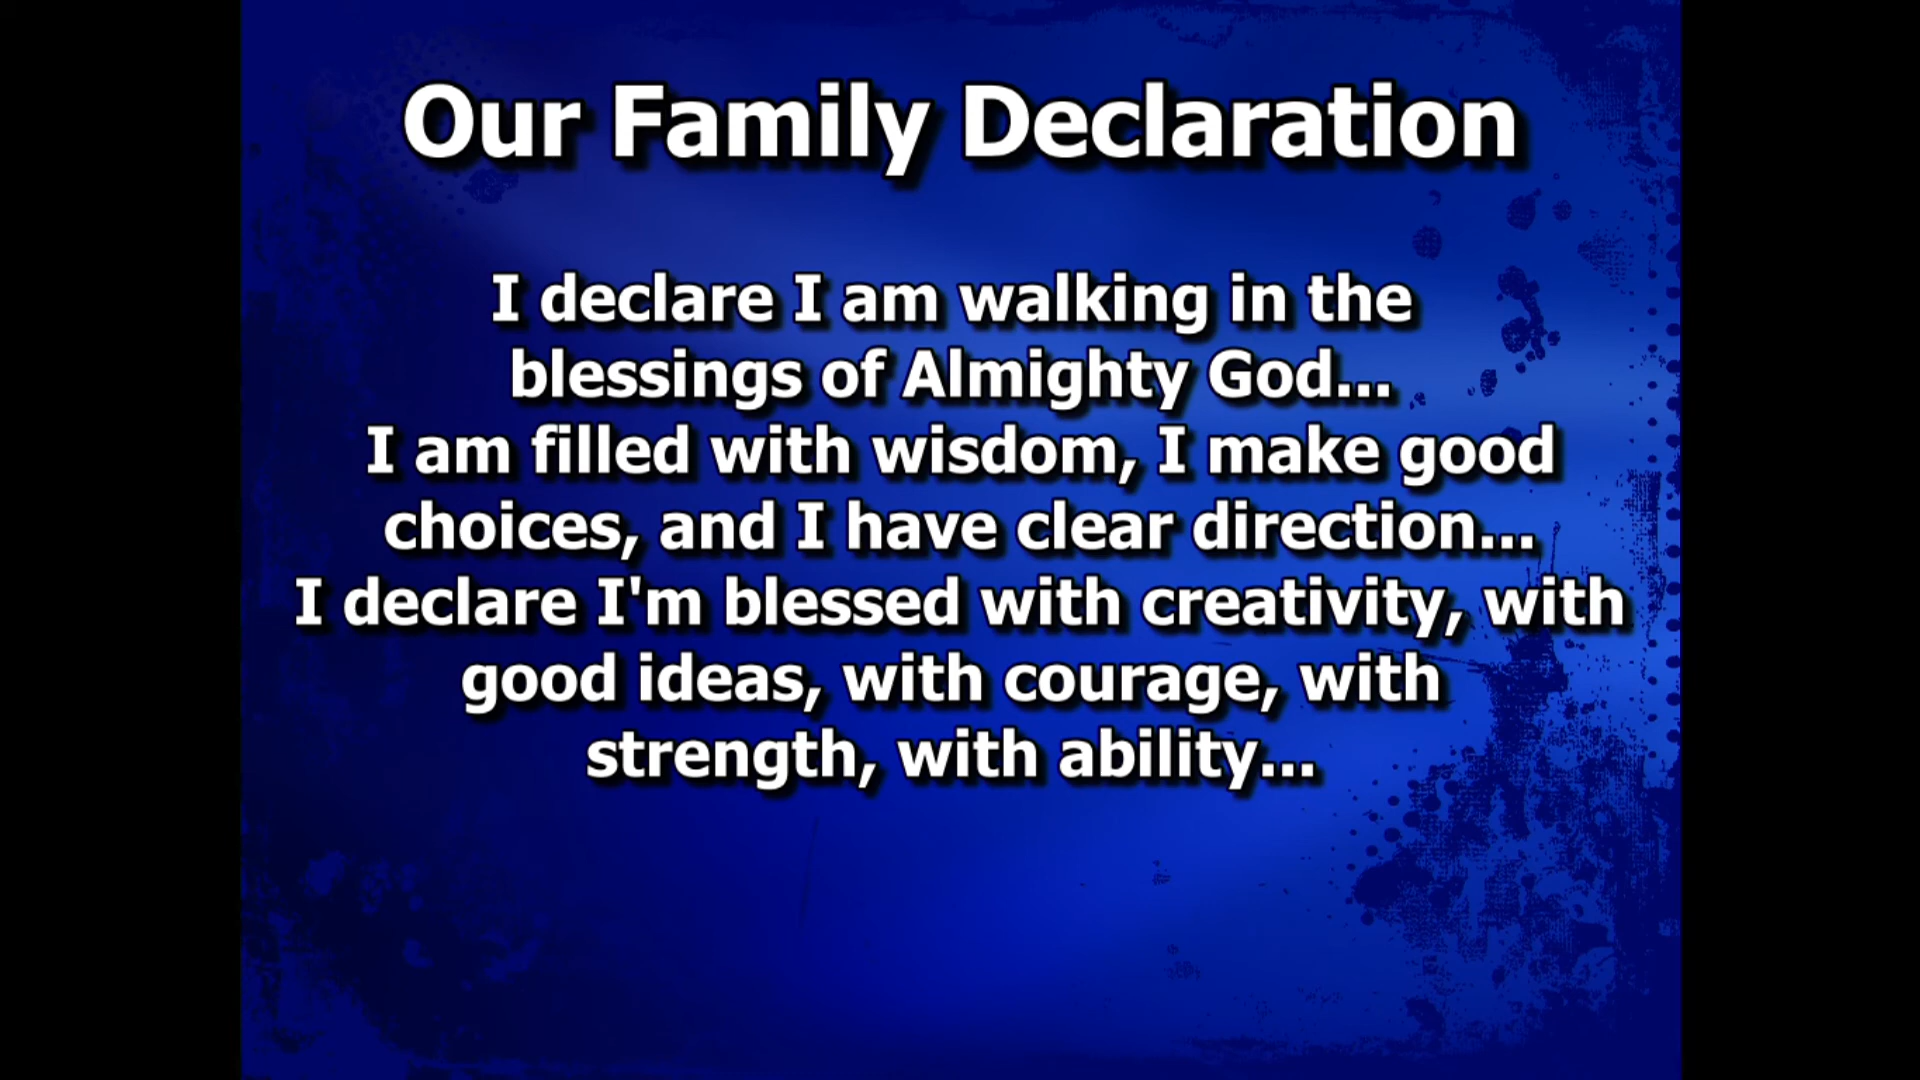 Our Family Declaration
I declare I am walking in the
blessings of Almighty God...
I am filled with wisdom, I make good
choices, and I have clear direction...
I declare I'm blessed with creativity, with
good ideas, with courage, with
strength, with ability...